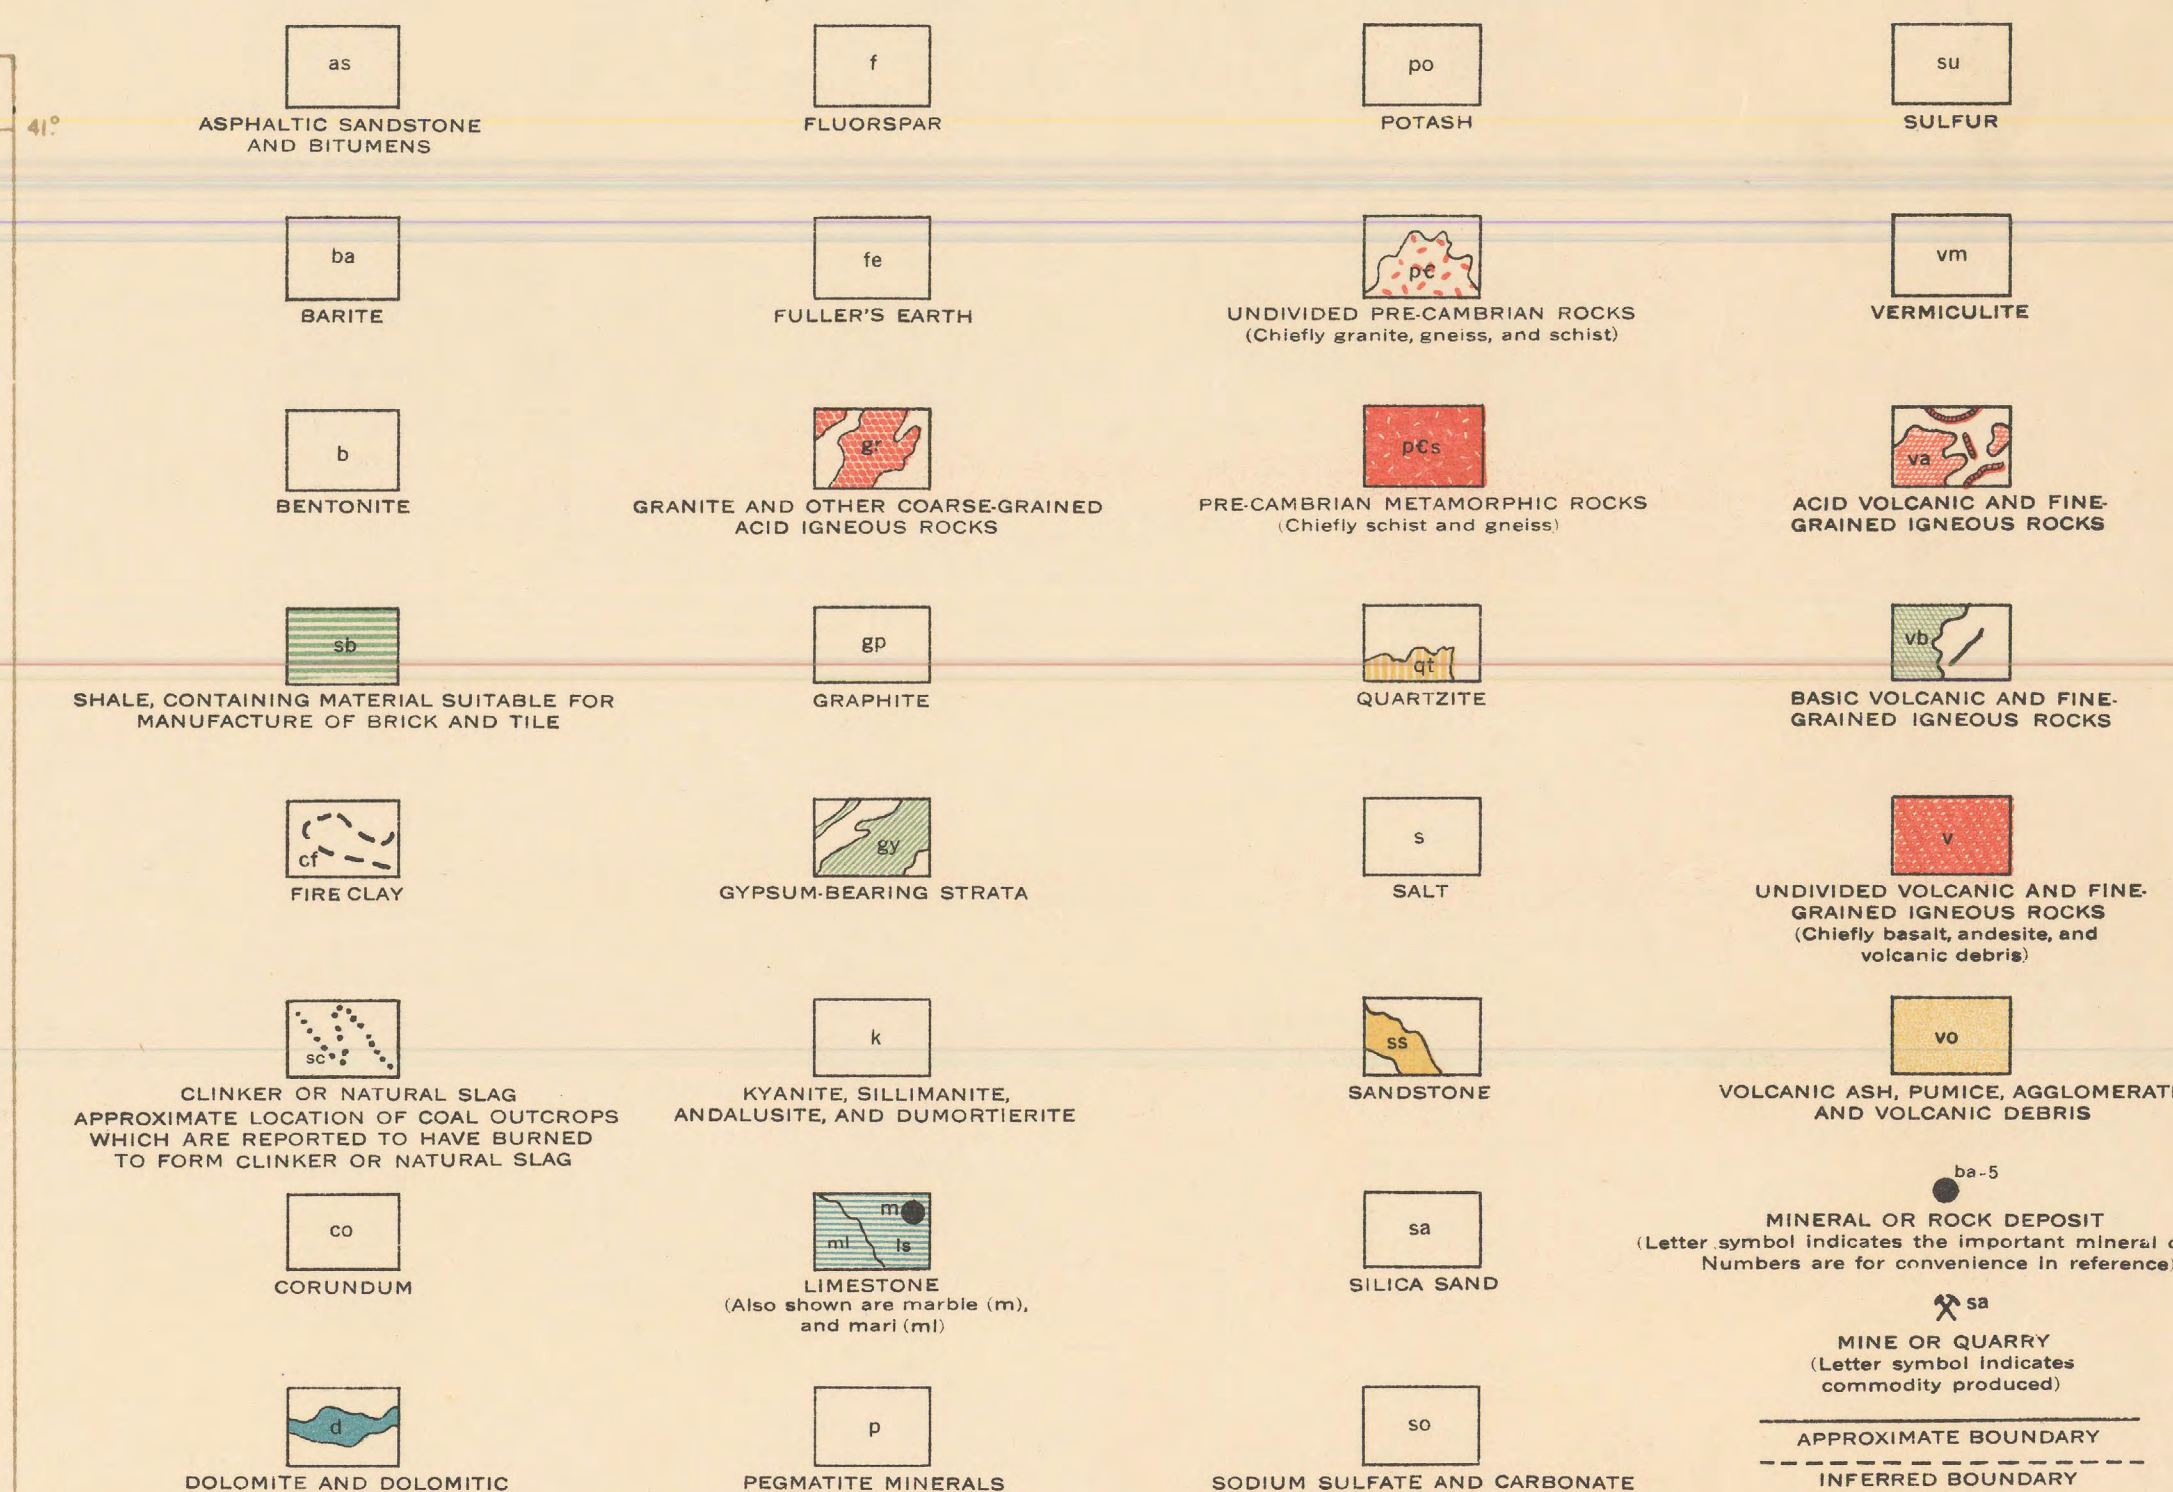 41°
as
ASPHALTIC SANDSTONE
AND BITUMENS
ba
BARITE
b
BENTONITE
sb
SHALE, CONTAINING MATERIAL SUITABLE FOR
MANUFACTURE OF BRICK AND TILE
cf
FIRE CLAY
sc
CLINKER OR NATURAL SLAG
APPROXIMATE LOCATION OF COAL OUTCROPS
WHICH ARE REPORTED TO HAVE BURNED
TO FORM CLINKER OR NATURAL SLAG
co
CORUNDUM
d
DOLOMITE AND DOLOMITIC
f
FLUORSPAR
fe
FULLER'S EARTH
gr
GRANITE AND OTHER COARSE-GRAINED
ACID IGNEOUS ROCKS
gp
GRAPHITE
gy
GYPSUM-BEARING STRATA
k
KYANITE, SILLIMANITE,
ANDALUSITE, AND DUMORTIERITE
m
ml ls
LIMESTONE
(Also shown are marble (m),
and marl (ml)
p
PEGMATITE MINERALS
po
POTASH
p€
UNDIVIDED PRE-CAMBRIAN ROCKS
(Chiefly granite, gneiss, and schist)
p€s
PRE-CAMBRIAN METAMORPHIC ROCKS
(Chiefly schist and gneiss)
qt
QUARTZITE
s
SALT
ss
SANDSTONE
sa
SILICA SAND
so
SODIUM SULFATE AND CARBONATE
su
SULFUR
vm
VERMICULITE
va
ACID VOLCANIC AND FINE-
GRAINED IGNEOUS ROCKS
vb
BASIC VOLCANIC AND FINE-
GRAINED IGNEOUS ROCKS
v
UNDIVIDED VOLCANIC AND FINE-
GRAINED IGNEOUS ROCKS
(Chiefly basalt, andesite, and
volcanic debris)
vo
VOLCANIC ASH, PUMICE, AGGLOMERAT
AND VOLCANIC DEBRIS
ba-5
MINERAL OR ROCK DEPOSIT
(Letter symbol indicates the important mineral
Numbers are for convenience in reference)
sa
MINE OR QUARRY
(Letter symbol indicates
commodity produced)
APPROXIMATE BOUNDARY
INFERRED BOUNDARY